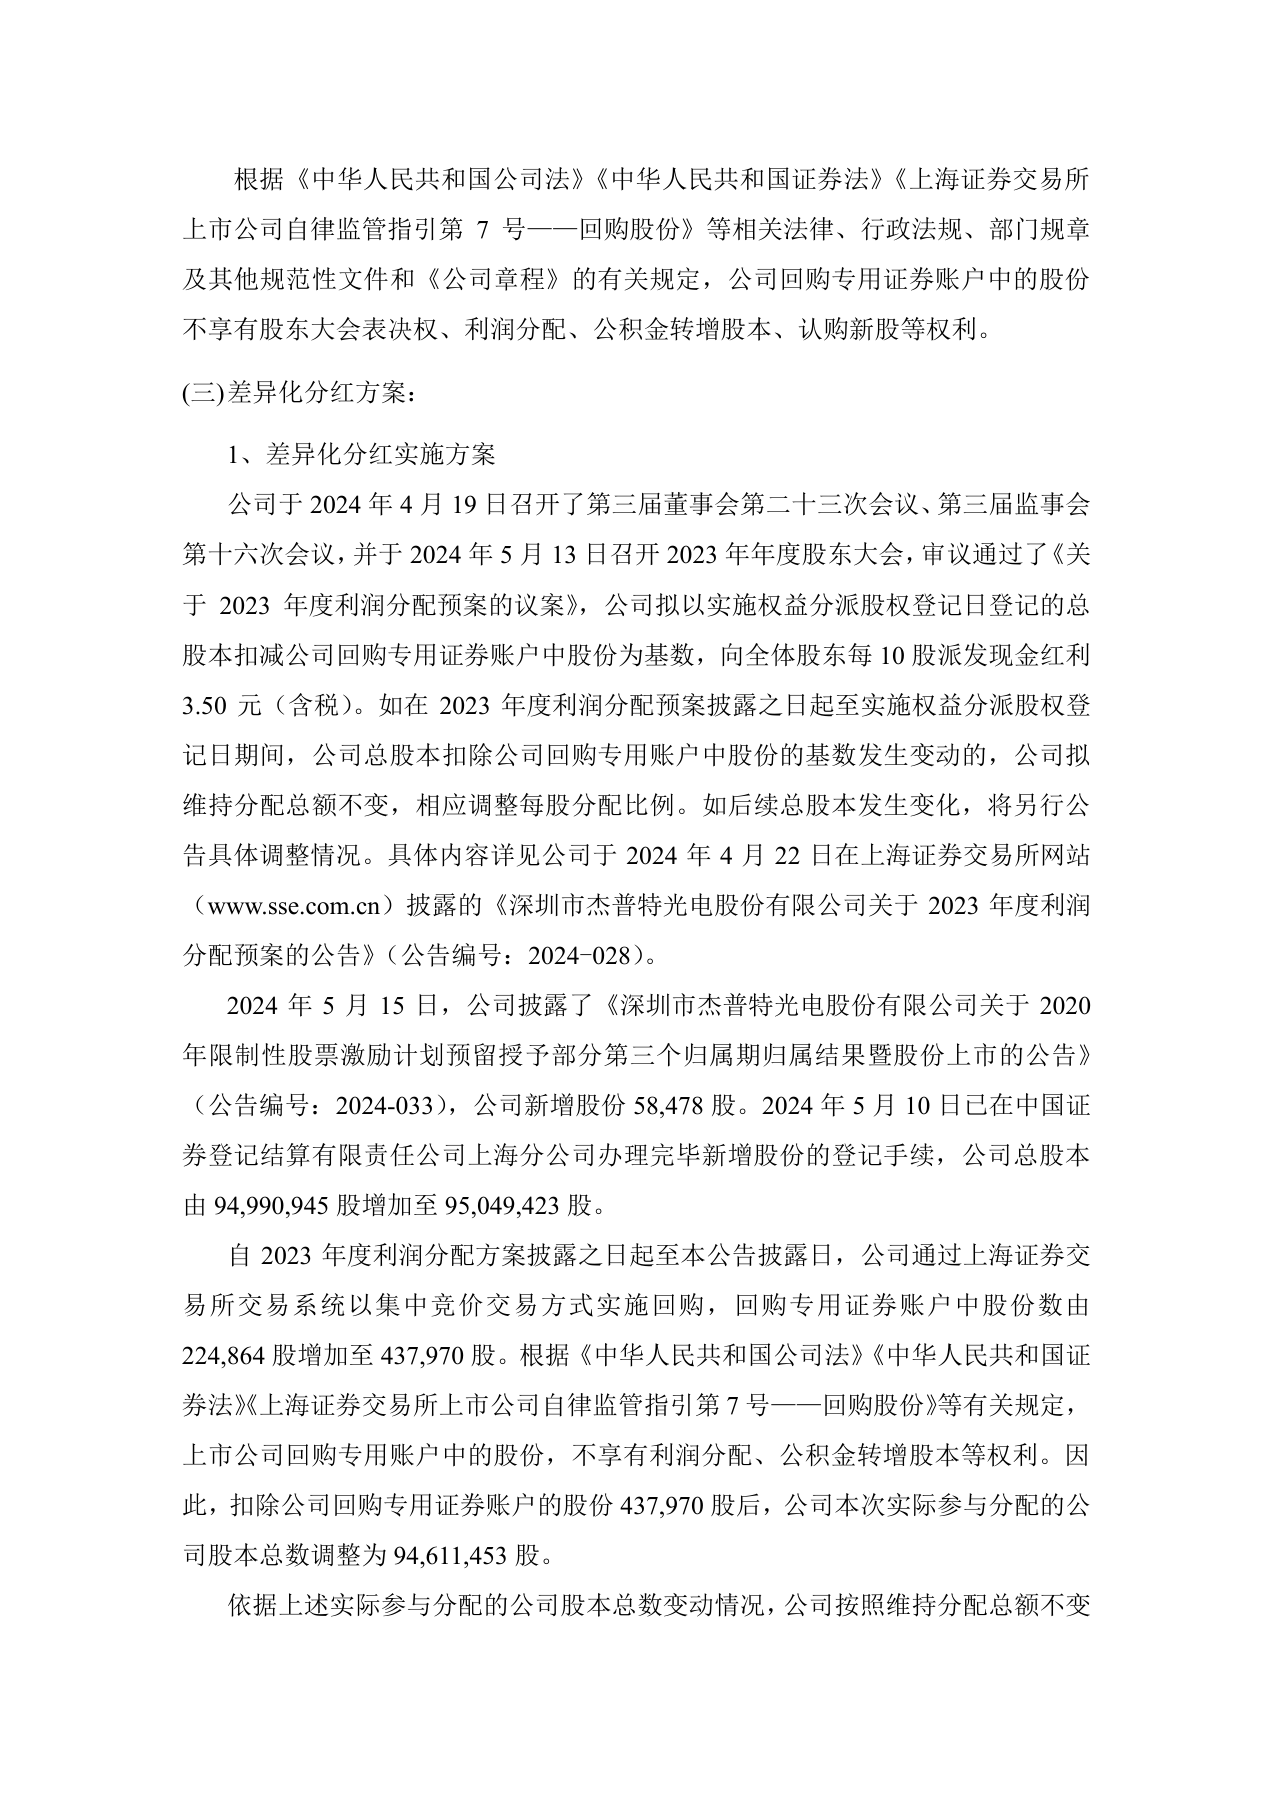 根据《中华人民共和国公司法》《中华人民共和国证券法》《上海证券交易所
上市公司自律监管指引第 7 号——回购股份》等相关法律、行政法规、部门规章
及其他规范性文件和《公司章程》的有关规定，公司回购专用证券账户中的股份
不享有股东大会表决权、利润分配、公积金转增股本、认购新股等权利。
(三)差异化分红方案：
1、差异化分红实施方案
公司于 2024 年 4 月 19 日召开了第三届董事会第二十三次会议、第三届监事会
第十六次会议，并于 2024 年 5 月 13 日召开 2023 年年度股东大会，审议通过了《关
于 2023 年度利润分配预案的议案》，公司拟以实施权益分派股权登记日登记的总
股本扣减公司回购专用证券账户中股份为基数，向全体股东每 10 股派发现金红利
3.50 元（含税）。如在 2023 年度利润分配预案披露之日起至实施权益分派股权登
记日期间，公司总股本扣除公司回购专用账户中股份的基数发生变动的，公司拟
维持分配总额不变，相应调整每股分配比例。如后续总股本发生变化，将另行公
告具体调整情况。具体内容详见公司于 2024 年 4 月 22 日在上海证券交易所网站
（www.sse.com.cn）披露的《深圳市杰普特光电股份有限公司关于 2023 年度利润
分配预案的公告》（公告编号：2024-028）。
2024 年 5 月 15 日，公司披露了《深圳市杰普特光电股份有限公司关于 2020
年限制性股票激励计划预留授予部分第三个归属期归属结果暨股份上市的公告》
（公告编号：2024-033），公司新增股份 58,478 股。2024 年 5 月 10 日已在中国证
券登记结算有限责任公司上海分公司办理完毕新增股份的登记手续，公司总股本
由 94,990,945 股增加至 95,049,423 股。
自 2023 年度利润分配方案披露之日起至本公告披露日，公司通过上海证券交
易所交易系统以集中竞价交易方式实施回购，回购专用证券账户中股份数由
224,864 股增加至 437,970 股。根据《中华人民共和国公司法》《中华人民共和国证
券法》《上海证券交易所上市公司自律监管指引第 7 号——回购股份》等有关规定，
上市公司回购专用账户中的股份，不享有利润分配、公积金转增股本等权利。因
此，扣除公司回购专用证券账户的股份 437,970 股后，公司本次实际参与分配的公
司股本总数调整为 94,611,453 股。
依据上述实际参与分配的公司股本总数变动情况，公司按照维持分配总额不变